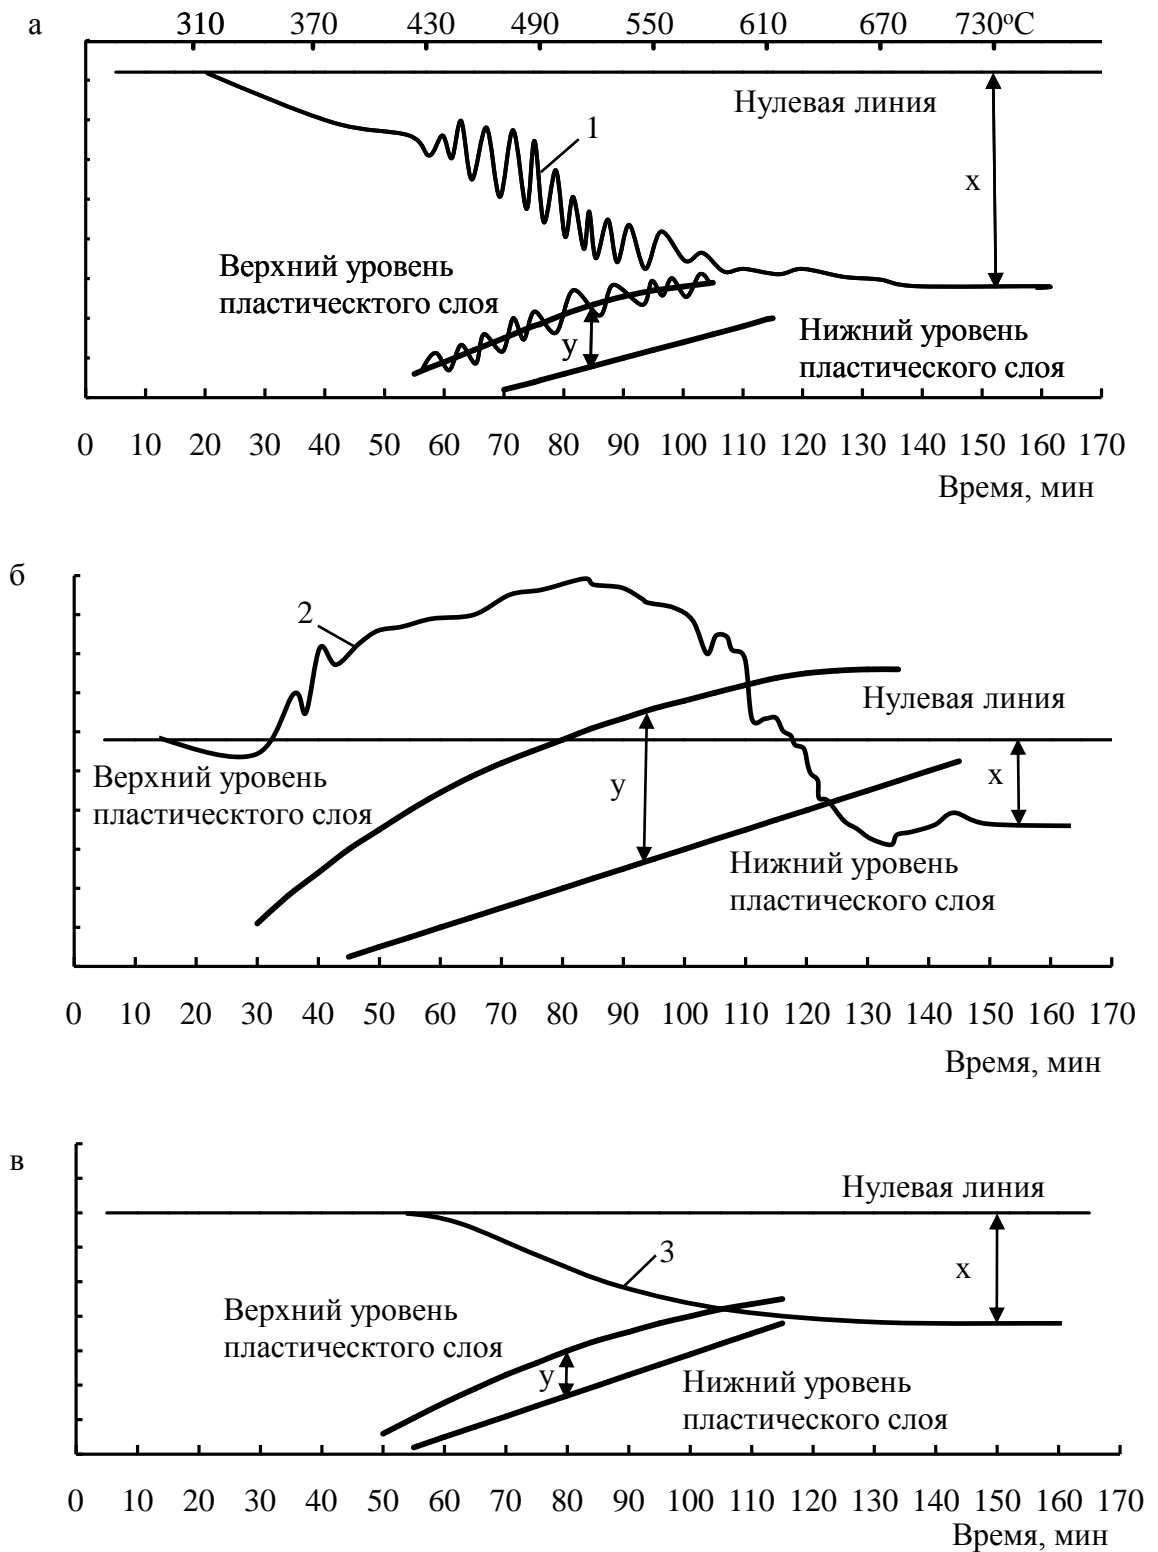 а
310 370 430 490 550 610 670 730°С
Нулевая линия
1
х
Верхний уровень
пластическтого слоя
Нижний уровень
пластического слоя
у
0 10 20 30 40 50 60 70 80 90 100 110 120 130 140 150 160 170
Время, мин
б
2
Нулевая линия
Верхний уровень
пластическтого слоя
у
х
Нижний уровень
пластического слоя
0 10 20 30 40 50 60 70 80 90 100 110 120 130 140 150 160 170
Время, мин
в
Нулевая линия
3
х
Верхний уровень
пластическтого слоя
у
Нижний уровень
пластического слоя
0 10 20 30 40 50 60 70 80 90 100 110 120 130 140 150 160 170
Время, мин